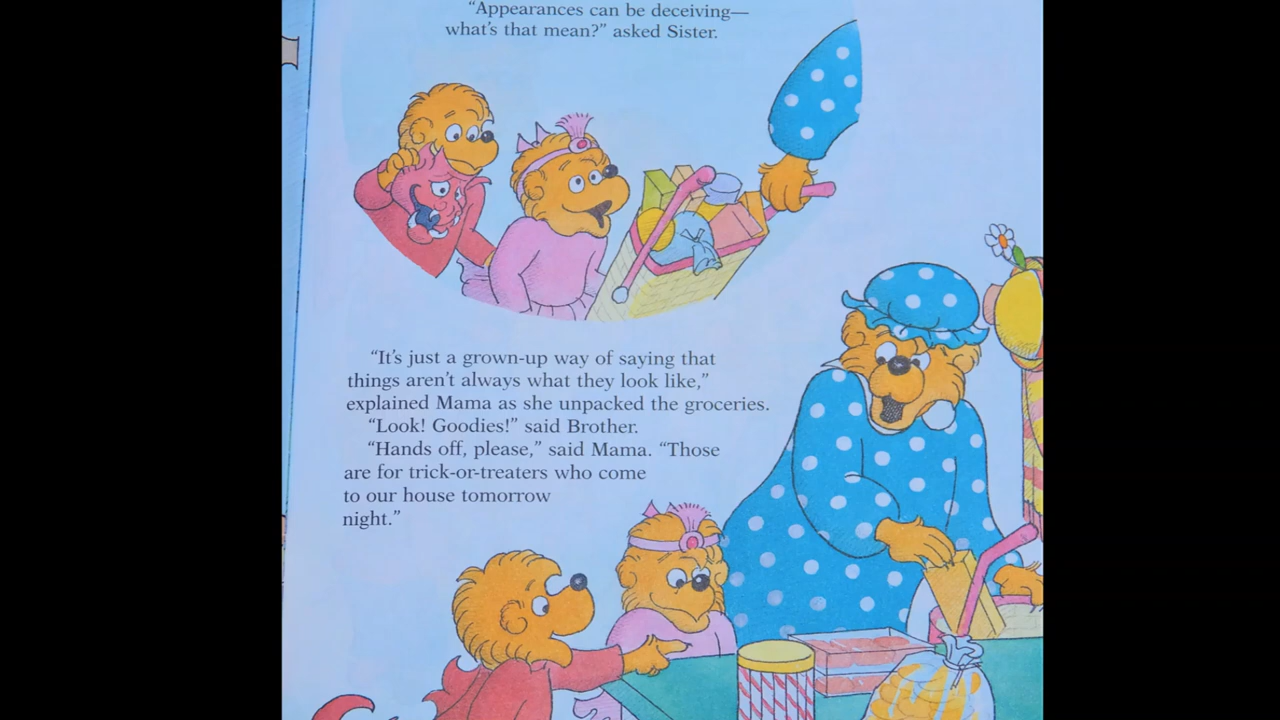 “Appearances can be deceiving—
what’s that mean?” asked Sister.
“It’s just a grown-up way of saying that
things aren’t always what they look like,”
explained Mama as she unpacked the groceries.
“Look! Goodies!” said Brother.
“Hands off, please,” said Mama. “Those
are for trick-or-treaters who come
to our house tomorrow
night.”